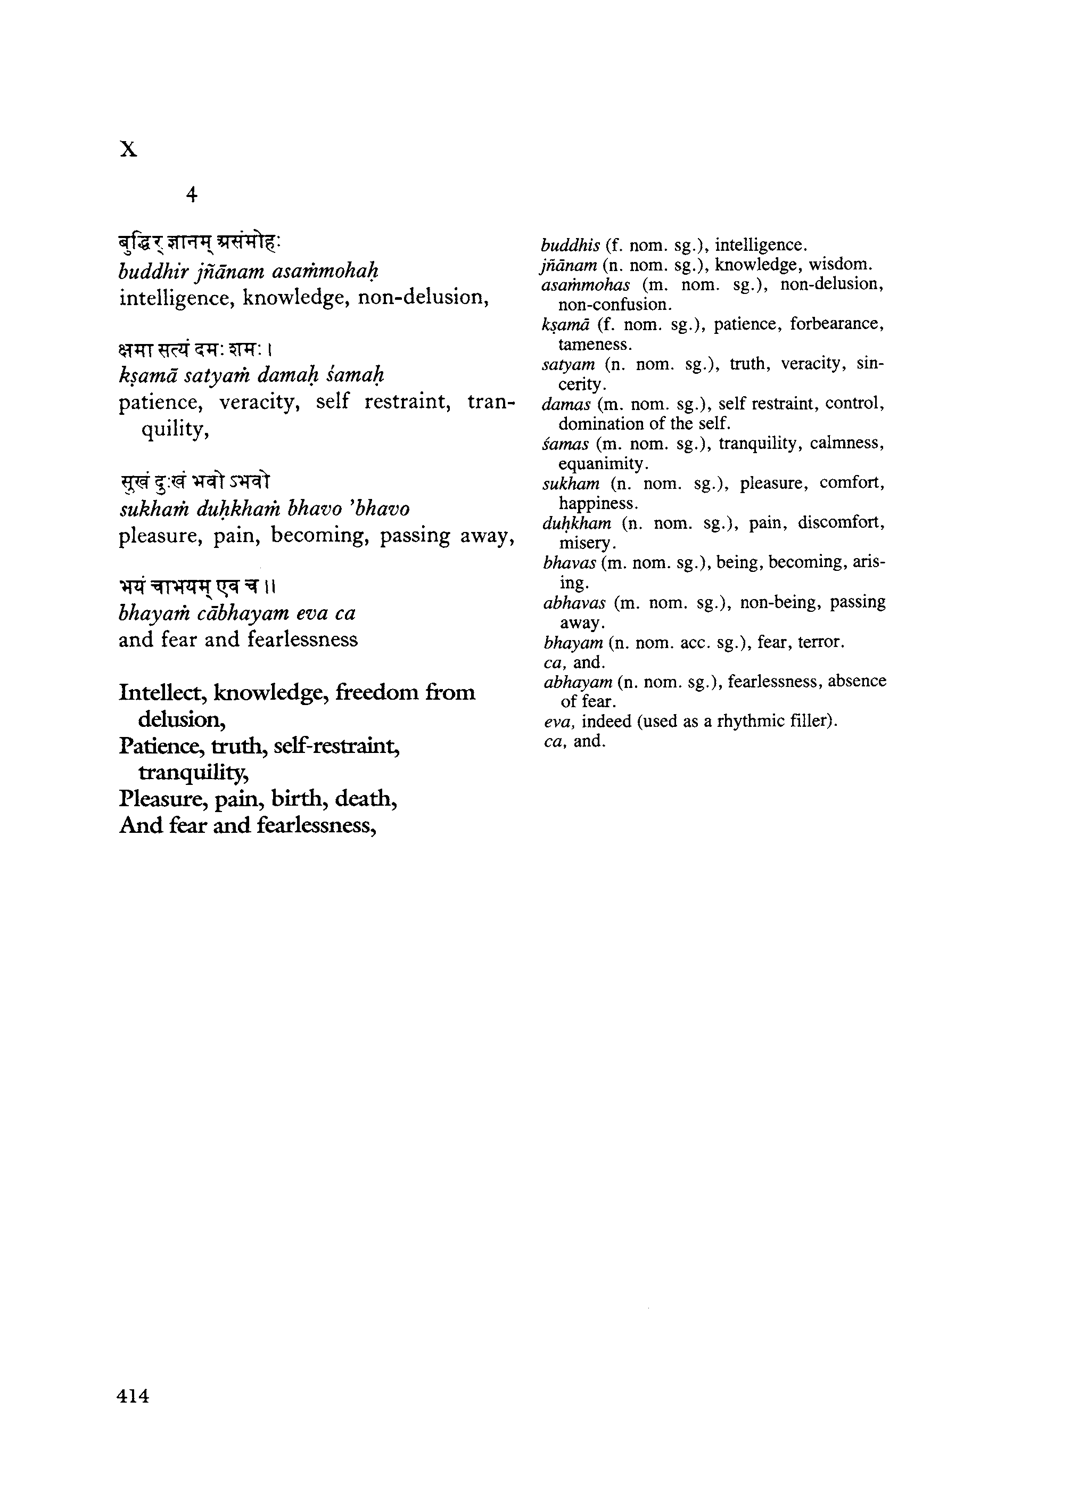 X
4
बुद्धिर् ज्ञानम् असंमोहः
buddhir jñānam asaṁmohaḥ
intelligence, knowledge, non-delusion,
क्षमा सत्यं दमः शमः ।
kṣamā satyaṁ damaḥ śamaḥ
patience, veracity, self restraint, tran-
quility,
सुखं दुःखं भवो ऽभवो
sukhaṁ duḥkhaṁ bhavo 'bhavo
pleasure, pain, becoming, passing away,
भयं चाभयम् एव च ॥
bhayaṁ cābhayam eva ca
and fear and fearlessness
Intellect, knowledge, freedom from
delusion,
Patience, truth, self-restraint,
tranquility,
Pleasure, pain, birth, death,
And fear and fearlessness,
buddhis (f. nom. sg.), intelligence.
jñānam (n. nom. sg.), knowledge, wisdom.
asaṁmohas (m. nom. sg.), non-delusion,
non-confusion.
kṣamā (f. nom. sg.), patience, forbearance,
tameness.
satyam (n. nom. sg.), truth, veracity, sin-
cerity.
damas (m. nom. sg.), self restraint, control,
domination of the self.
śamas (m. nom. sg.), tranquility, calmness,
equanimity.
sukham (n. nom. sg.), pleasure, comfort,
happiness.
duḥkham (n. nom. sg.), pain, discomfort,
misery.
bhavas (m. nom. sg.), being, becoming, aris-
ing.
abhavas (m. nom. sg.), non-being, passing
away.
bhayam (n. nom. acc. sg.), fear, terror.
ca, and.
abhayam (n. nom. sg.), fearlessness, absence
of fear.
eva, indeed (used as a rhythmic filler).
ca, and.
414